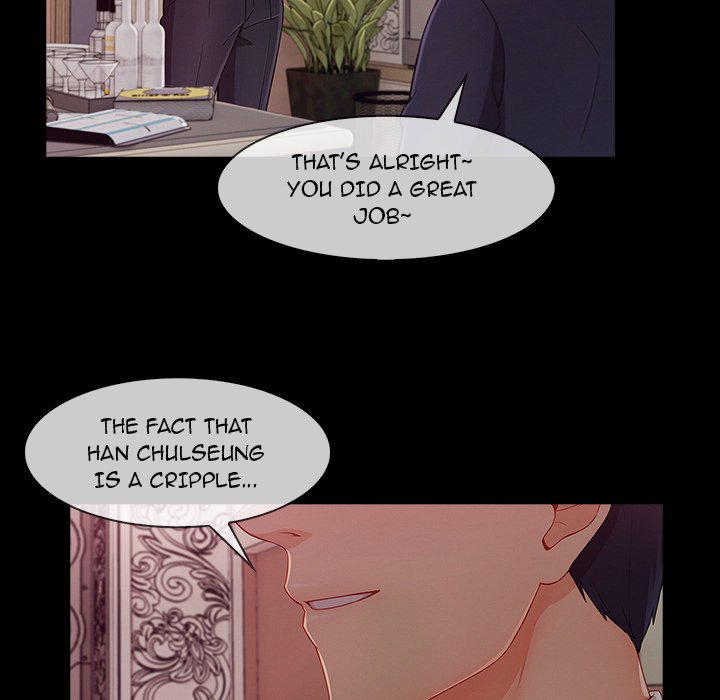 THAT'S ALRIGHT~
YOU DID A GREAT
JOB~
THE FACT THAT
HAN CHULSEUNG
IS A CRIPPLE...